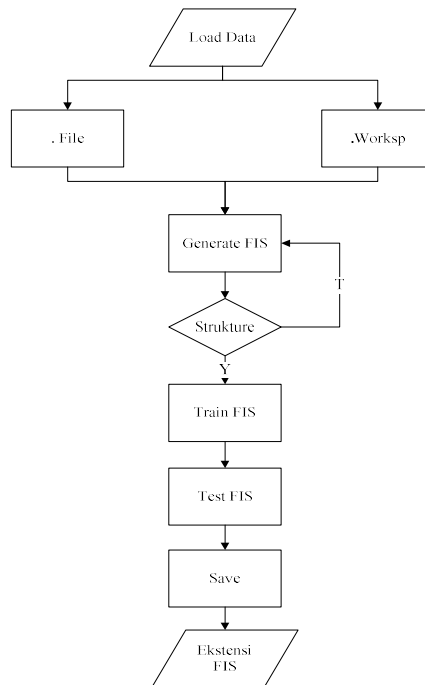 Load Data
. File
.Worksp
Generate FIS
T
Strukture
Y
Train FIS
Test FIS
Save
Ekstensi
FIS